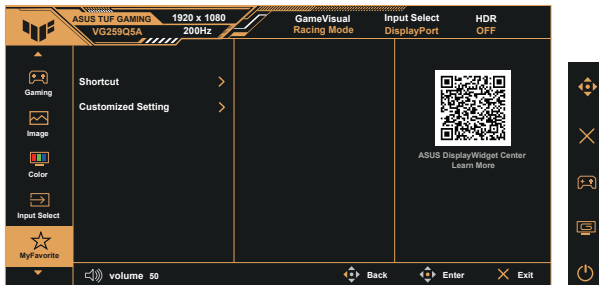 ASUS TUF GAMING
VG259Q5A
1920 x 1080
200Hz
GameVisual
Racing Mode
Input Select
DisplayPort
HDR
OFF
Gaming
Image
Color
Input Select
MyFavorite
Shortcut
Customized Setting
ASUS DisplayWidget Center
Learn More
volume 50
Back
Enter
Exit